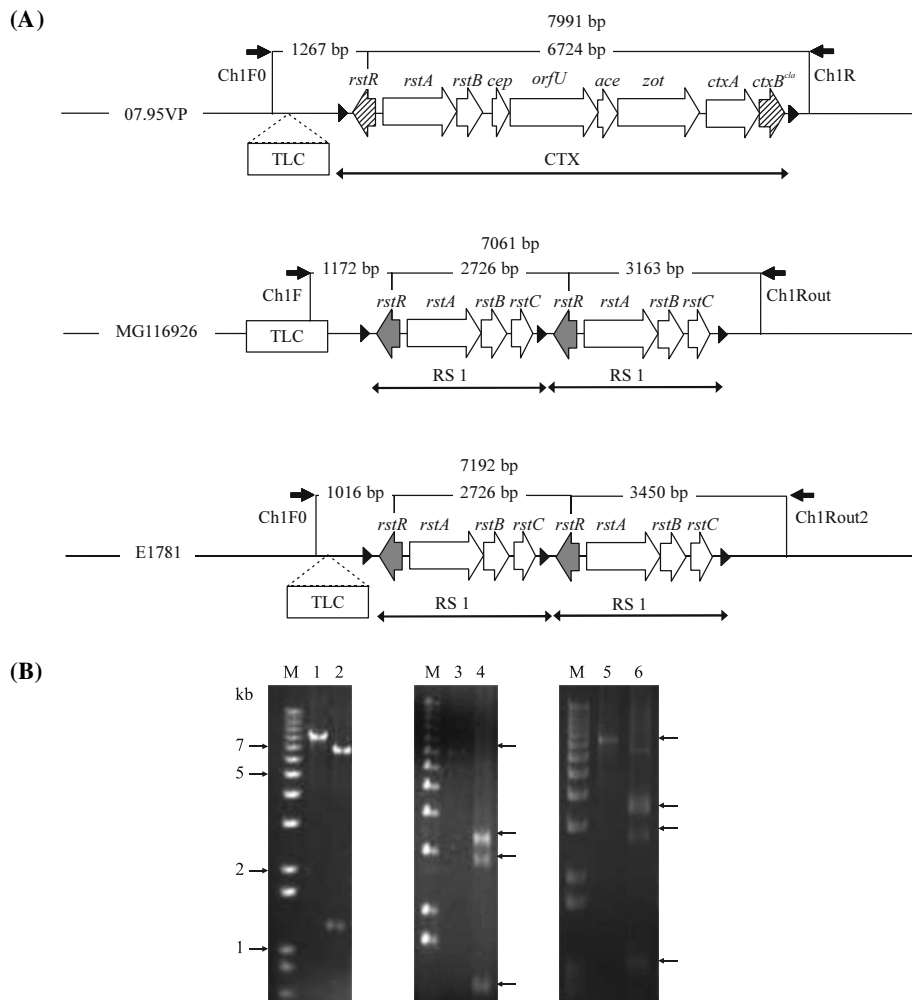 (A)
7991 bp
1267 bp 6724 bp
Ch1F0 Ch1R
rstR rstA rstB cep orfU ace zot ctxA ctxB^cla
07.95VP
TLC
CTX
7061 bp
1172 bp 2726 bp 3163 bp
Ch1F Ch1Rout
rstR rstA rstB rstC rstR rstA rstB rstC
MG116926
TLC
RS 1 RS 1
7192 bp
1016 bp 2726 bp 3450 bp
Ch1F0 Ch1Rout2
rstR rstA rstB rstC rstR rstA rstB rstC
E1781
TLC
RS 1 RS 1
(B)
M 1 2 M 3 4 M 5 6
kb
7
5
2
1